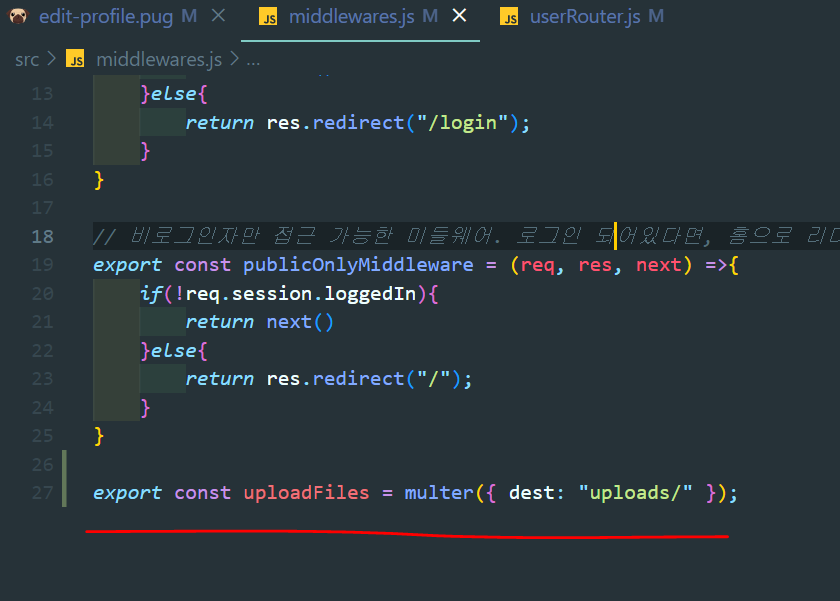 edit-profile.pug M
JS middlewares.js M
JS userRouter.js M
src > JS middlewares.js > ...
13 }else{
14 return res.redirect("/login");
15 }
16 }
17
18 // 비로그인자만 접근 가능한 미들웨어. 로그인 되어있다면, 홈으로
19 export const publicOnlyMiddleware = (req, res, next) =>{
20 if(!req.session.loggedIn){
21 return next()
22 }else{
23 return res.redirect("/");
24 }
25 }
26
27 export const uploadFiles = multer({ dest: "uploads/" });